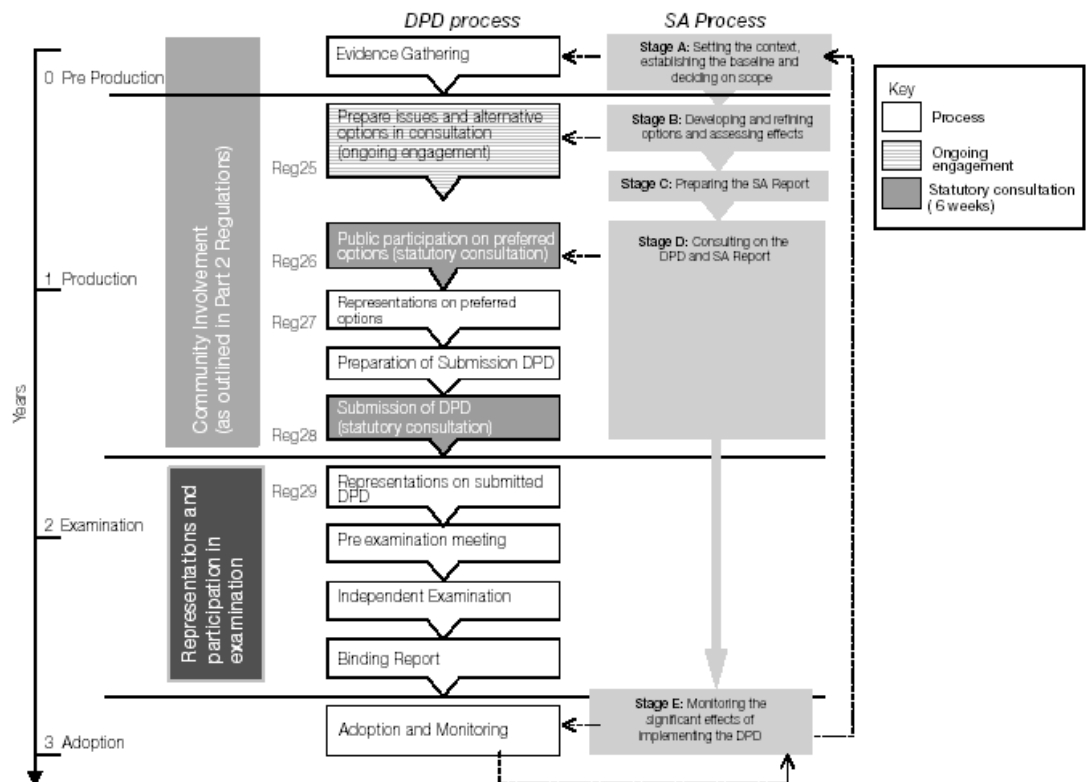 DPD process
SA Process
Evidence Gathering
Stage A: Setting the context,
establishing the baseline and
deciding on scope
0 Pre Production
Key
Process
Ongoing
engagement
Statutory consultation
( 6 weeks)
Prepare issues and alternative
options in consultation
(ongoing engagement)
Stage B: Developing and refining
options and assessing effects
Reg25
Stage C: Preparing the SA Report
Community Involvement
(as outlined in Part 2 Regulations)
Public participation on preferred
options (statutory consultation)
Stage D: Consulting on the
DPD and SA Report
Reg26
1 Production
Representations on preferred
options
Reg27
Preparation of Submission DPD
Years
Submission of DPD
(statutory consultation)
Reg28
Representations and
participation in
examination
Reg29
Representations on submitted
DPD
2 Examination
Pre examination meeting
Independent Examination
Binding Report
Stage E: Monitoring the
significant effects of
implementing the DPD
Adoption and Monitoring
3 Adoption